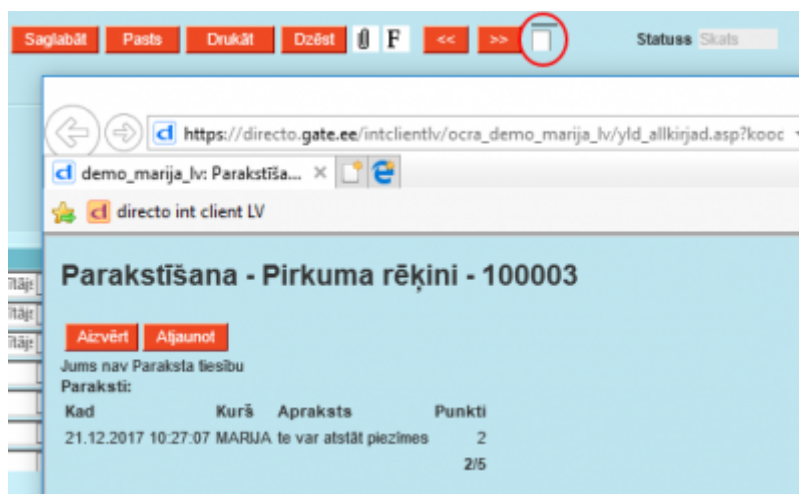 Saglabāt Pasts Drukāt Dzēst F << >> Statuss Skats
https://directo.gate.ee/intclientlv/ocra_demo_marija_lv/yld_allkirjad.asp?kooc
demo_marija_lv: Parakstīša... ×
directo int client LV
Parakstīšana - Pirkuma rēķini - 100003
Aizvērt Atjaunot
Jums nav Paraksta tiesību
Paraksti:
Kad Kurš Apraksts Punkti
21.12.2017 10:27:07 MARIJA te var atstāt piezīmes 2
2/5